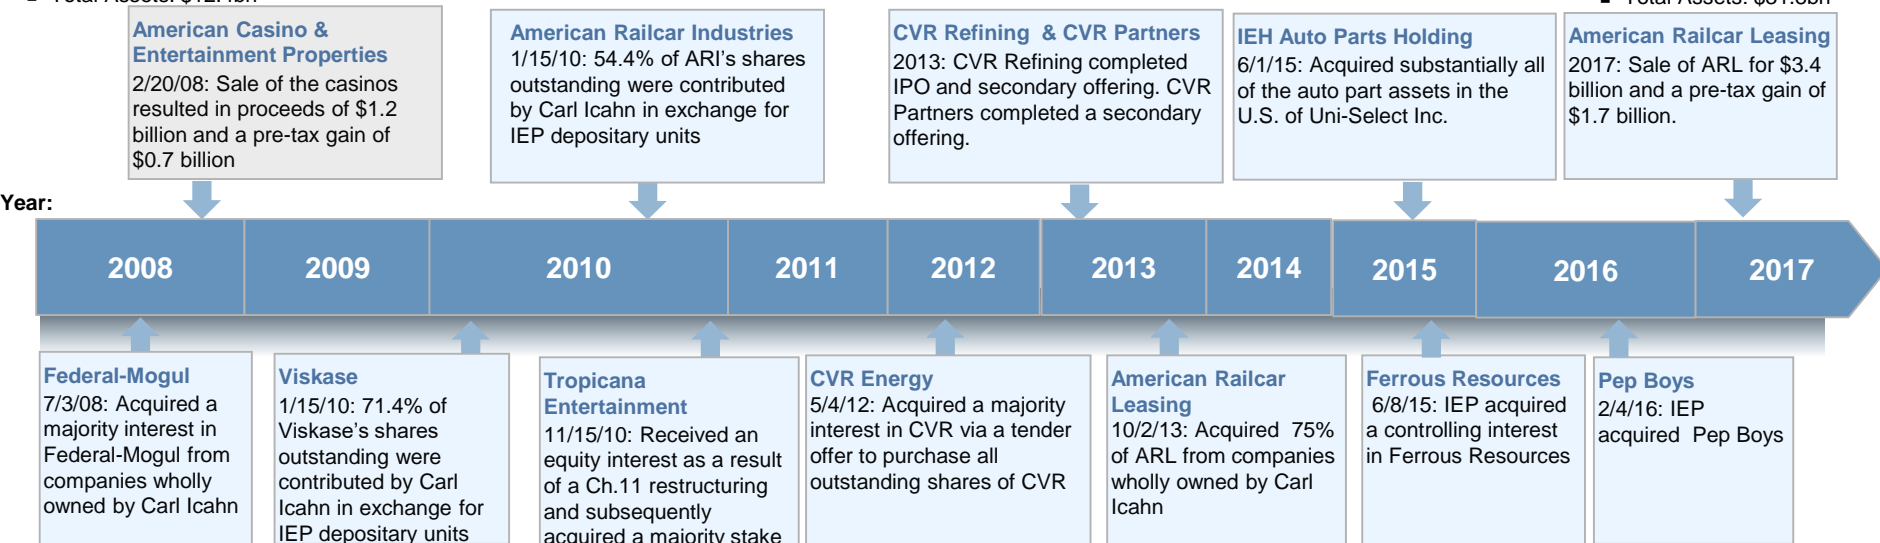 American Casino &
Entertainment Properties
2/20/08: Sale of the casinos
resulted in proceeds of $1.2
billion and a pre-tax gain of
$0.7 billion
American Railcar Industries
1/15/10: 54.4% of ARI's shares
outstanding were contributed
by Carl Icahn in exchange for
IEP depositary units
CVR Refining & CVR Partners
2013: CVR Refining completed
IPO and secondary offering. CVR
Partners completed a secondary
offering.
IEH Auto Parts Holding
6/1/15: Acquired substantially all
of the auto part assets in the
U.S. of Uni-Select Inc.
American Railcar Leasing
2017: Sale of ARL for $3.4
billion and a pre-tax gain of
$1.7 billion.
Year:
2008 2009 2010 2011 2012 2013 2014 2015 2016 2017
Federal-Mogul
7/3/08: Acquired a
majority interest in
Federal-Mogul from
companies wholly
owned by Carl Icahn
Viskase
1/15/10: 71.4% of
Viskase's shares
outstanding were
contributed by Carl
Icahn in exchange for
IEP depositary units
Tropicana
Entertainment
11/15/10: Received an
equity interest as a result
of a Ch.11 restructuring
and subsequently
acquired a majority stake
CVR Energy
5/4/12: Acquired a majority
interest in CVR via a tender
offer to purchase all
outstanding shares of CVR
American Railcar
Leasing
10/2/13: Acquired 75%
of ARL from companies
wholly owned by Carl
Icahn
Ferrous Resources
6/8/15: IEP acquired
a controlling interest
in Ferrous Resources
Pep Boys
2/4/16: IEP
acquired Pep Boys